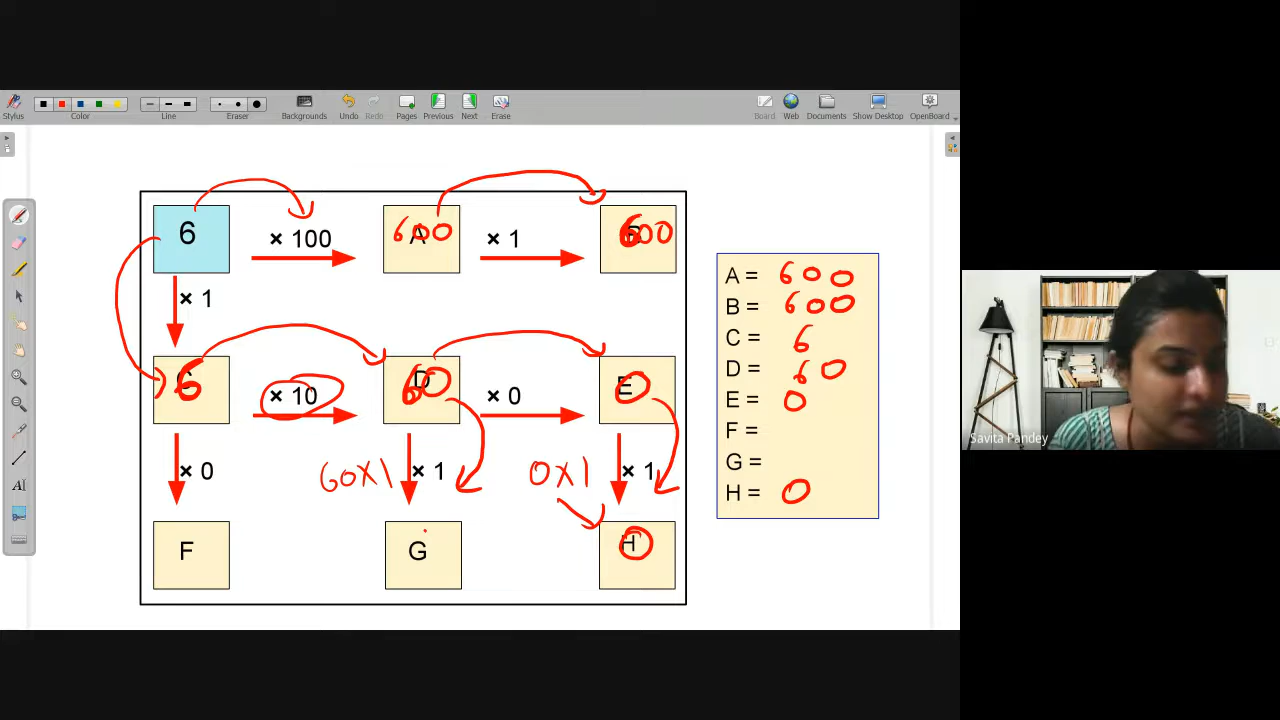 Stylus Color Line Eraser Backgrounds Undo Redo Pages Previous Next Erase Board Web Documents Show Desktop OpenBoard
6 × 100 A 600 × 1 600
× 1
C 6 × 10 D 60 × 0 E 0
× 0 60×1 × 1 0×1 × 1
F G H 0
A = 600
B = 600
C = 6
D = 60
E = 0
F =
G =
H = 0
Savita Pandey